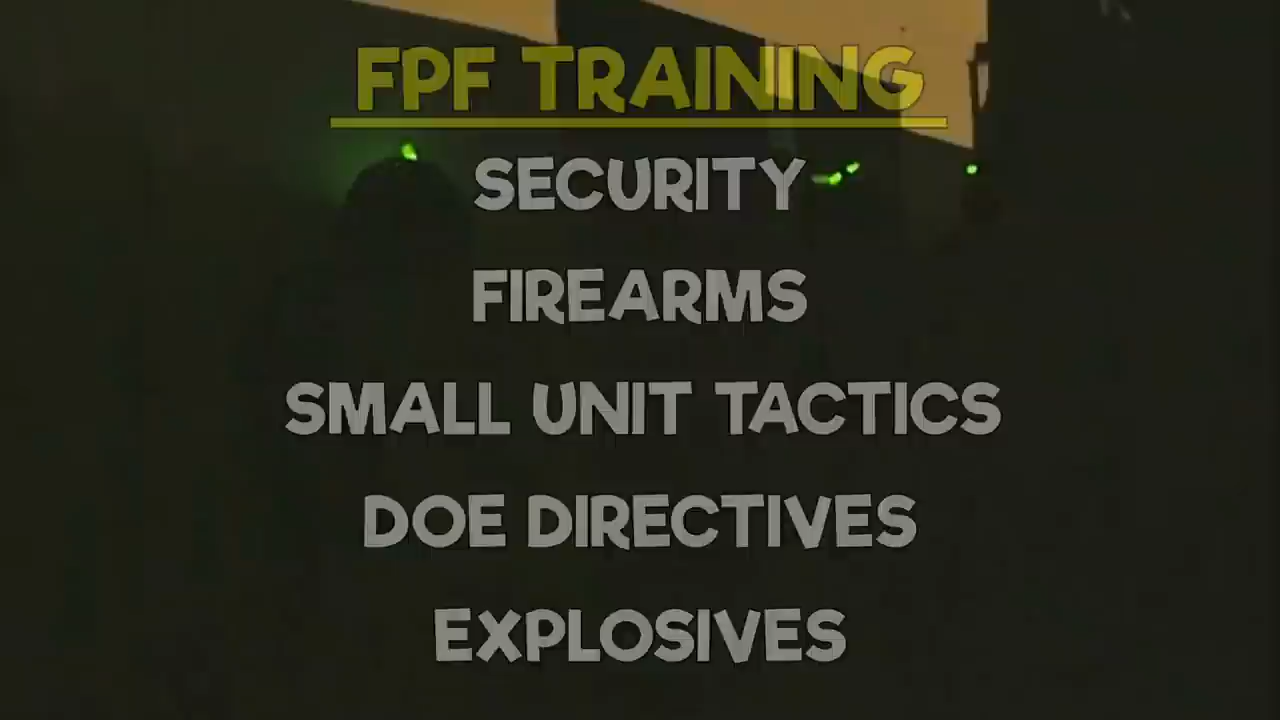 FPF TRAINING
SECURITY
FIREARMS
SMALL UNIT TACTICS
DOE DIRECTIVES
EXPLOSIVES